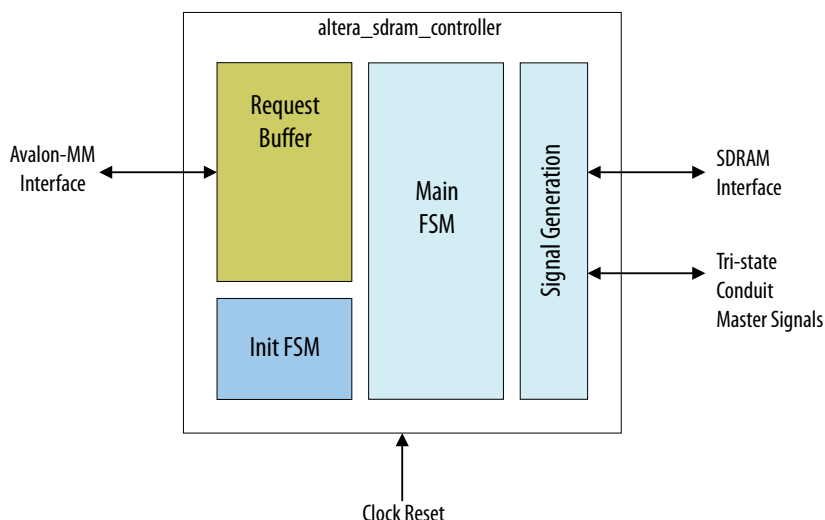 altera_sdram_controller
Request
Buffer
Avalon-MM
Interface
Main
FSM
Signal Generation
SDRAM
Interface
Tri-state
Conduit
Master Signals
Init FSM
Clock Reset